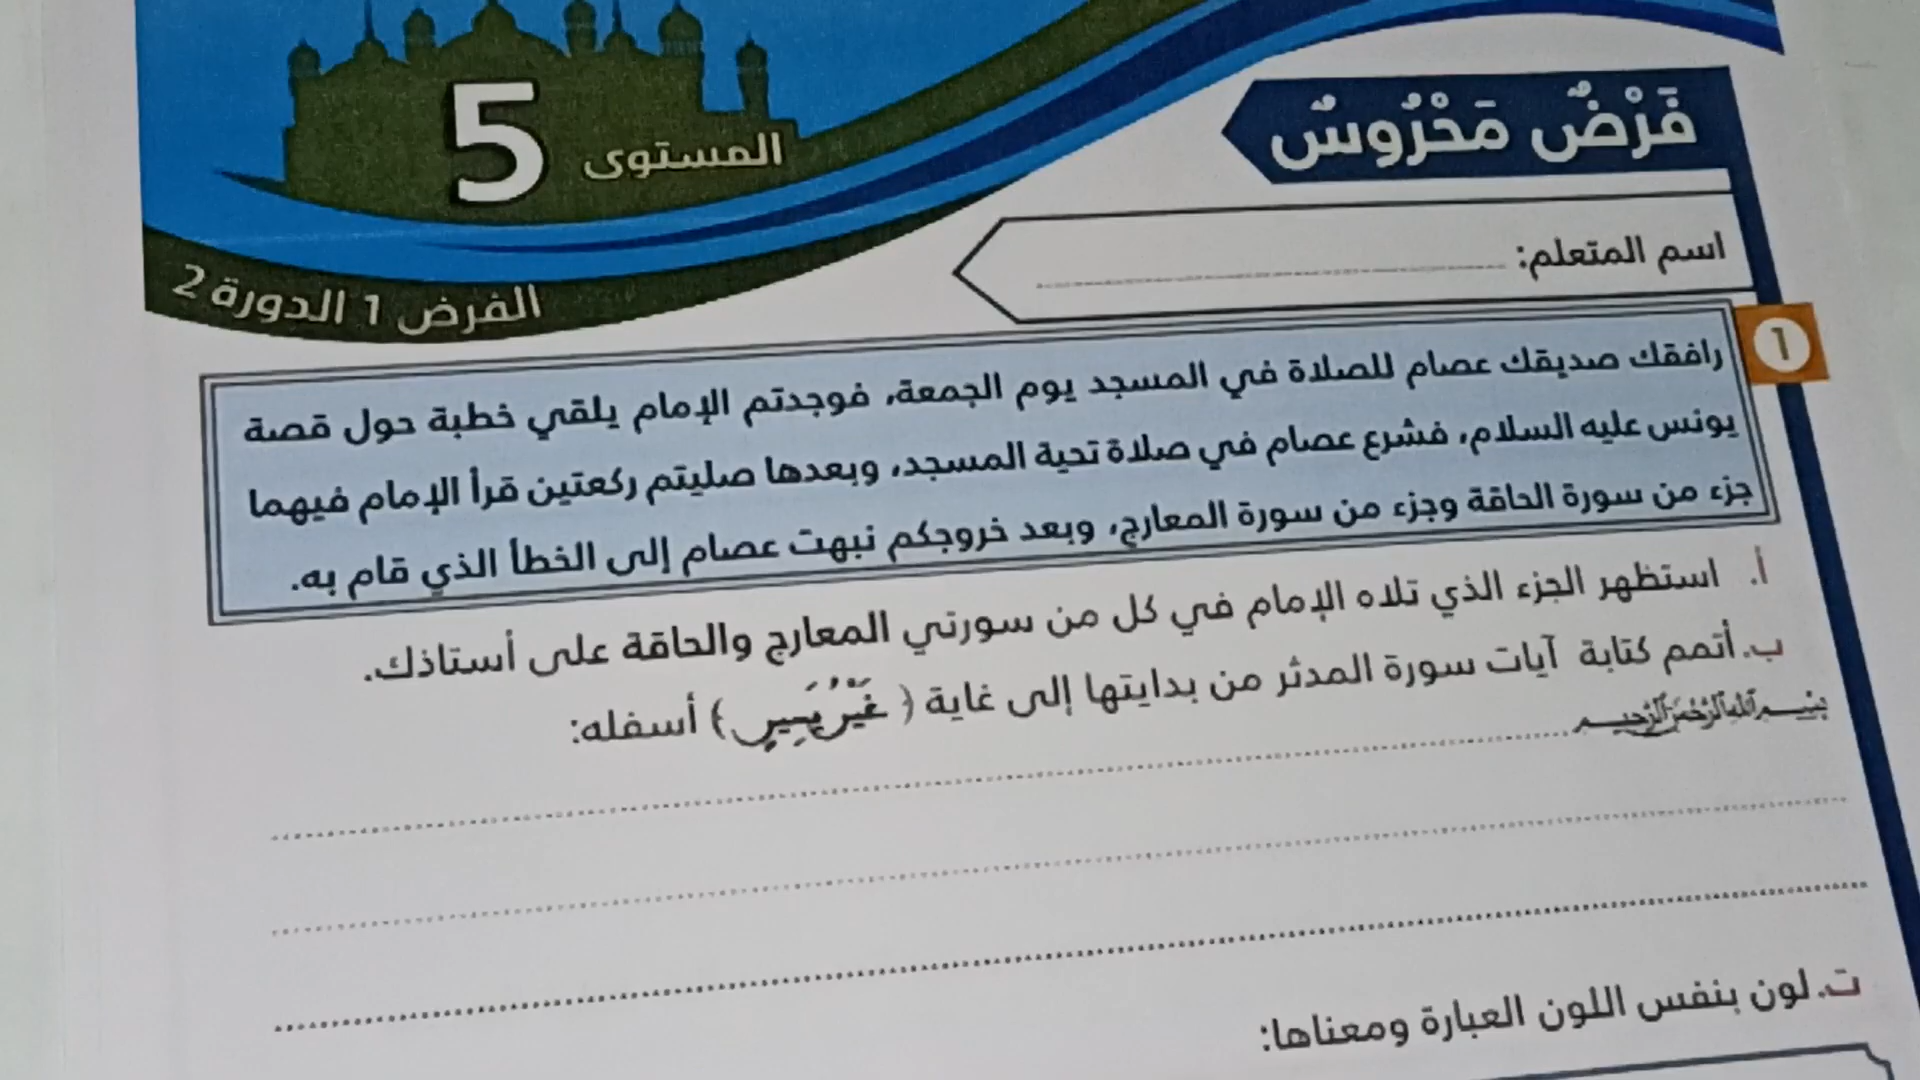 فَرْضٌ مَحْرُوسٌ
المستوى 5
الفرض 1 الدورة 2
اسم المتعلم:
1
رافقك صديقك عصام للصلاة في المسجد يوم الجمعة، فوجدتم الإمام يلقي خطبة حول قصة
يونس عليه السلام، فشرع عصام في صلاة تحية المسجد، وبعدها صليتم ركعتين قرأ الإمام فيهما
جزء من سورة الحاقة وجزء من سورة المعارج، وبعد خروجكم نبهت عصام إلى الخطأ الذي قام به.
أ. استظهر الجزء الذي تلاه الإمام في كل من سورتي المعارج والحاقة على أستاذك.
ب. أتمم كتابة آيات سورة المدثر من بدايتها إلى غاية ﴿ غَيْرُ يَسِيرٍ ﴾ أسفله:
بِسْمِ اللَّهِ الرَّحْمَنِ الرَّحِيمِ
ت. لون بنفس اللون العبارة ومعناها: